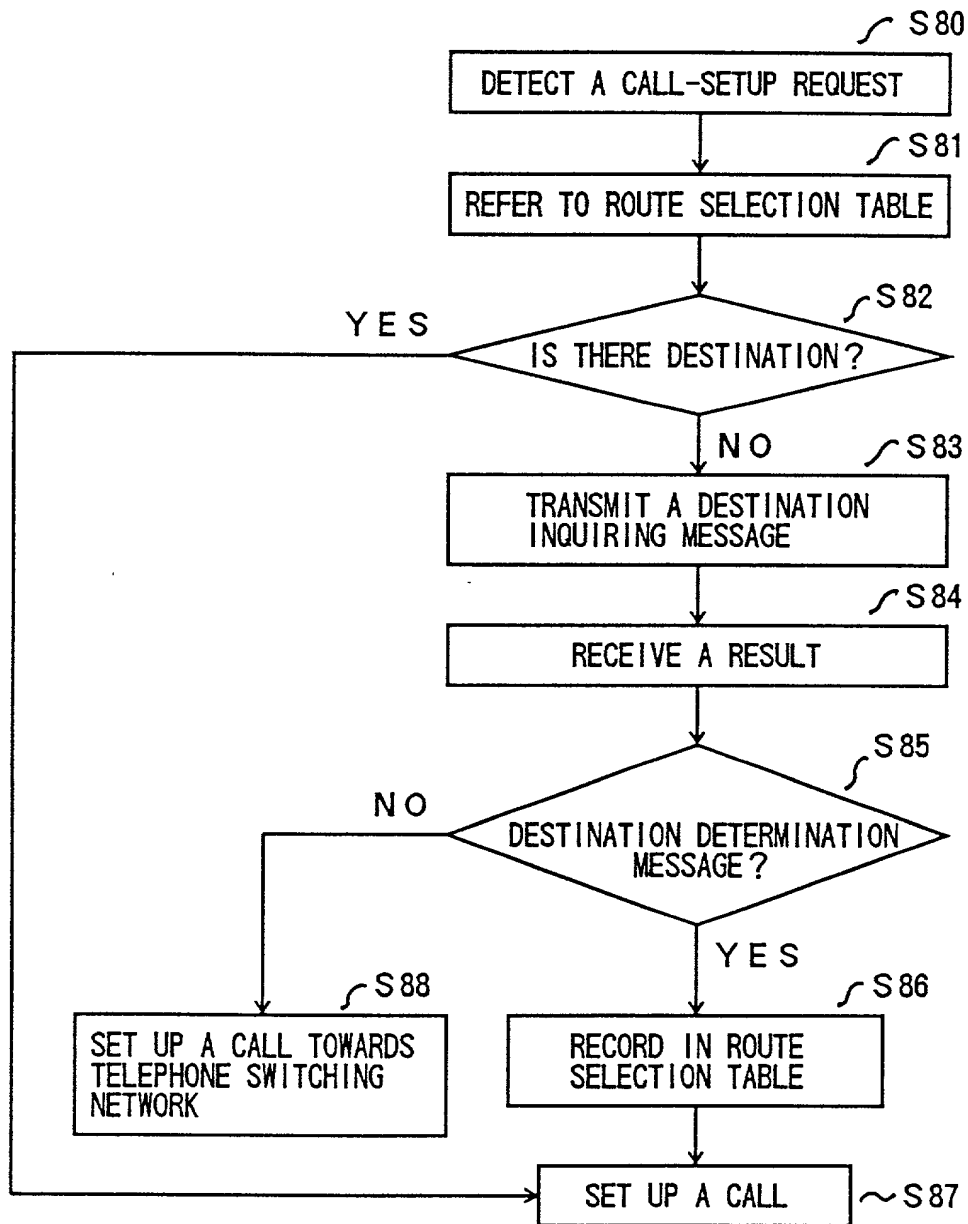 S80
DETECT A CALL-SETUP REQUEST
S81
REFER TO ROUTE SELECTION TABLE
S82
YES
IS THERE DESTINATION?
NO
S83
TRANSMIT A DESTINATION
INQUIRING MESSAGE
S84
RECEIVE A RESULT
S85
NO
DESTINATION DETERMINATION
MESSAGE?
YES
S88
SET UP A CALL TOWARDS
TELEPHONE SWITCHING
NETWORK
S86
RECORD IN ROUTE
SELECTION TABLE
SET UP A CALL
S87